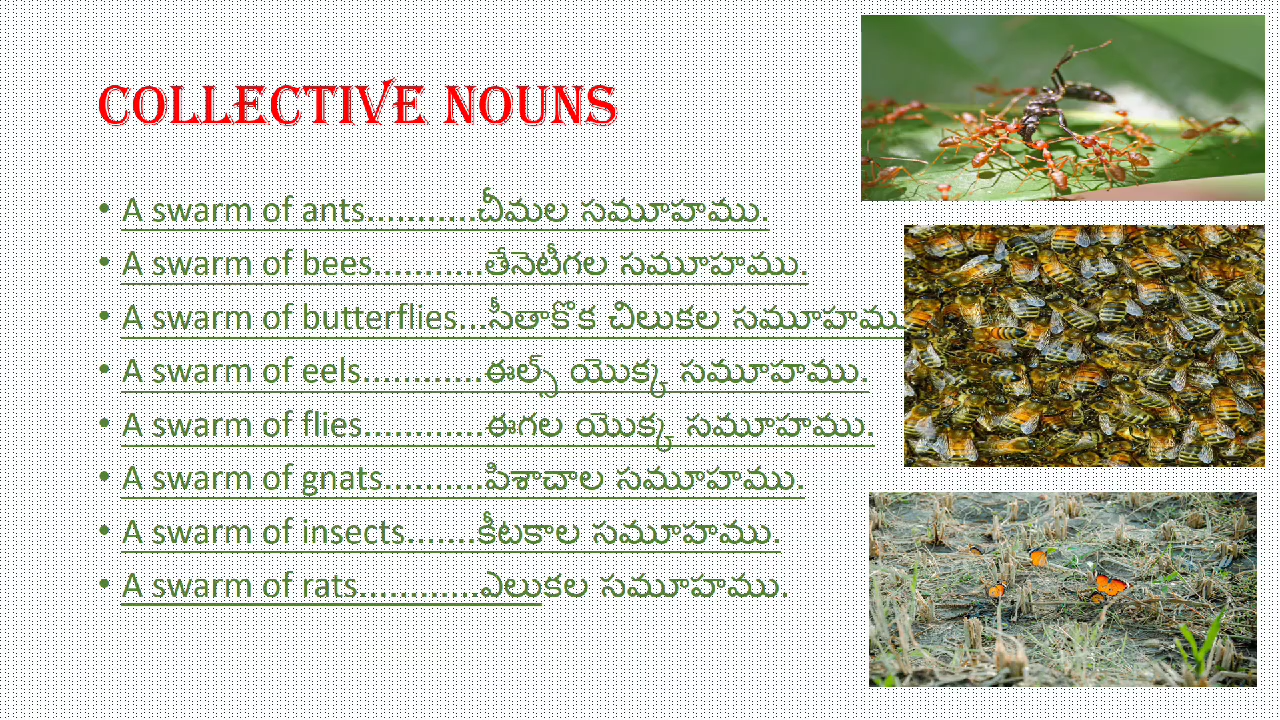 COLLECTIVE NOUNS
• A swarm of ants...........చీమల సమూహము.
• A swarm of bees...........తేనెటీగల సమూహము.
• A swarm of butterflies...సీతాకొక చిలుకల సమూహము
• A swarm of eels............ఈల్స్ యొక్క సమూహము.
• A swarm of flies............ఈగల యొక్క సమూహము.
• A swarm of gnats..........పిశాచాల సమూహము.
• A swarm of insects.......కీటకాల సమూహము.
• A swarm of rats............ఎలుకల సమూహము.